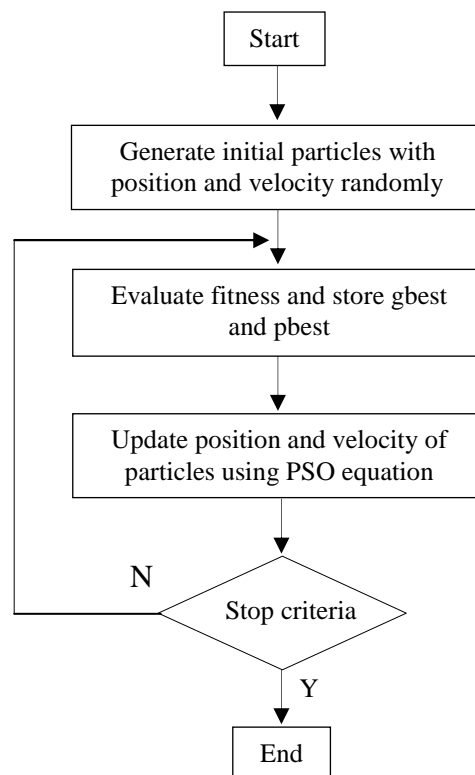 Start
Generate initial particles with
position and velocity randomly
Evaluate fitness and store gbest
and pbest
Update position and velocity of
particles using PSO equation
N
Stop criteria
Y
End